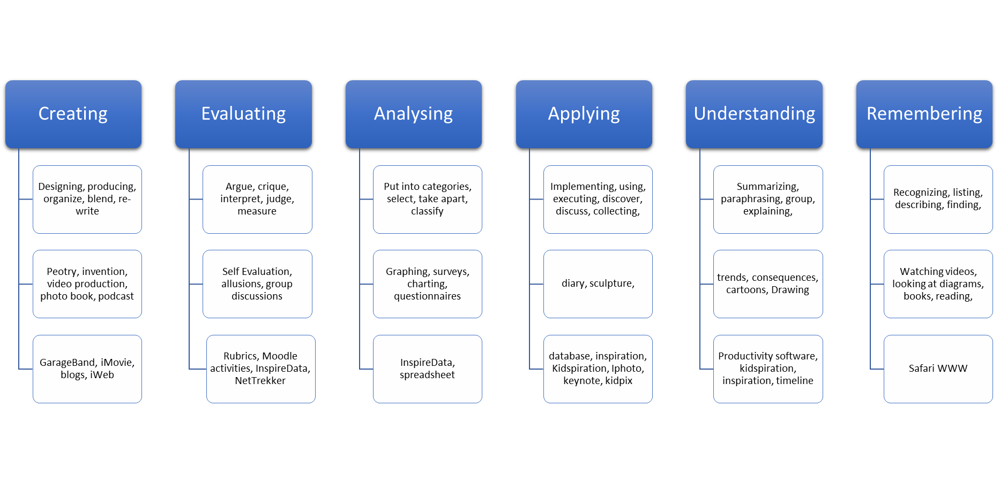 Creating
Designing, producing,
organize, blend, re-
write
Peotry, invention,
video production,
photo book, podcast
GarageBand, iMovie,
blogs, iWeb
Evaluating
Argue, crique,
interpret, judge,
measure
Self Evaluation,
allusions, group
discussions
Rubrics, Moodle
activities, InspireData,
NetTrekker
Analysing
Put into categories,
select, take apart,
classify
Graphing, surveys,
charting,
questionnaires
InspireData,
spreadsheet
Applying
Implementing, using,
executing, discover,
discuss, collecting,
diary, sculpture,
database, inspiration,
Kidspiration, Iphoto,
keynote, kidpix
Understanding
Summarizing,
paraphrasing, group,
explaining,
trends, consequences,
cartoons, Drawing
Productivity software,
kidspiration,
inspiration, timeline
Remembering
Recognizing, listing,
describing, finding,
Watching videos,
looking at diagrams,
books, reading,
Safari WWW